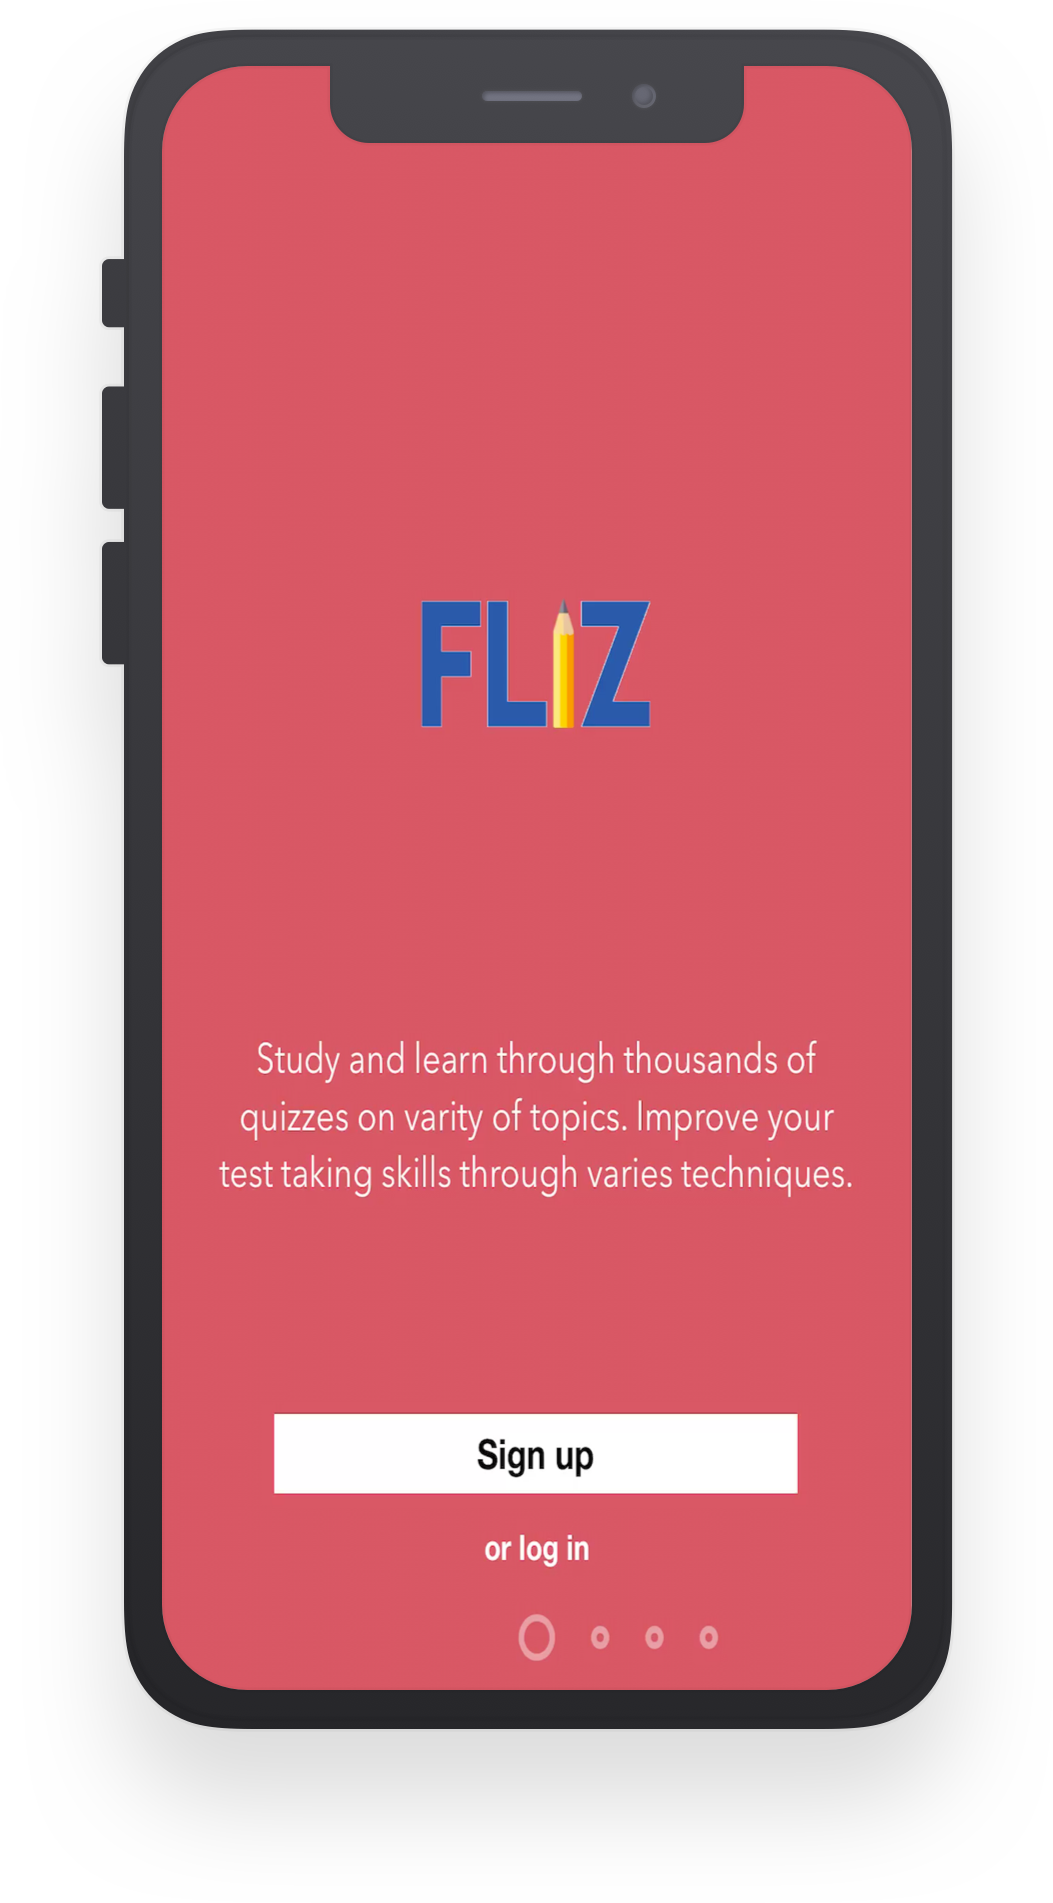 FLIZ
Study and learn through thousands of
quizzes on varity of topics. Improve your
test taking skills through varies techniques.
Sign up
or log in